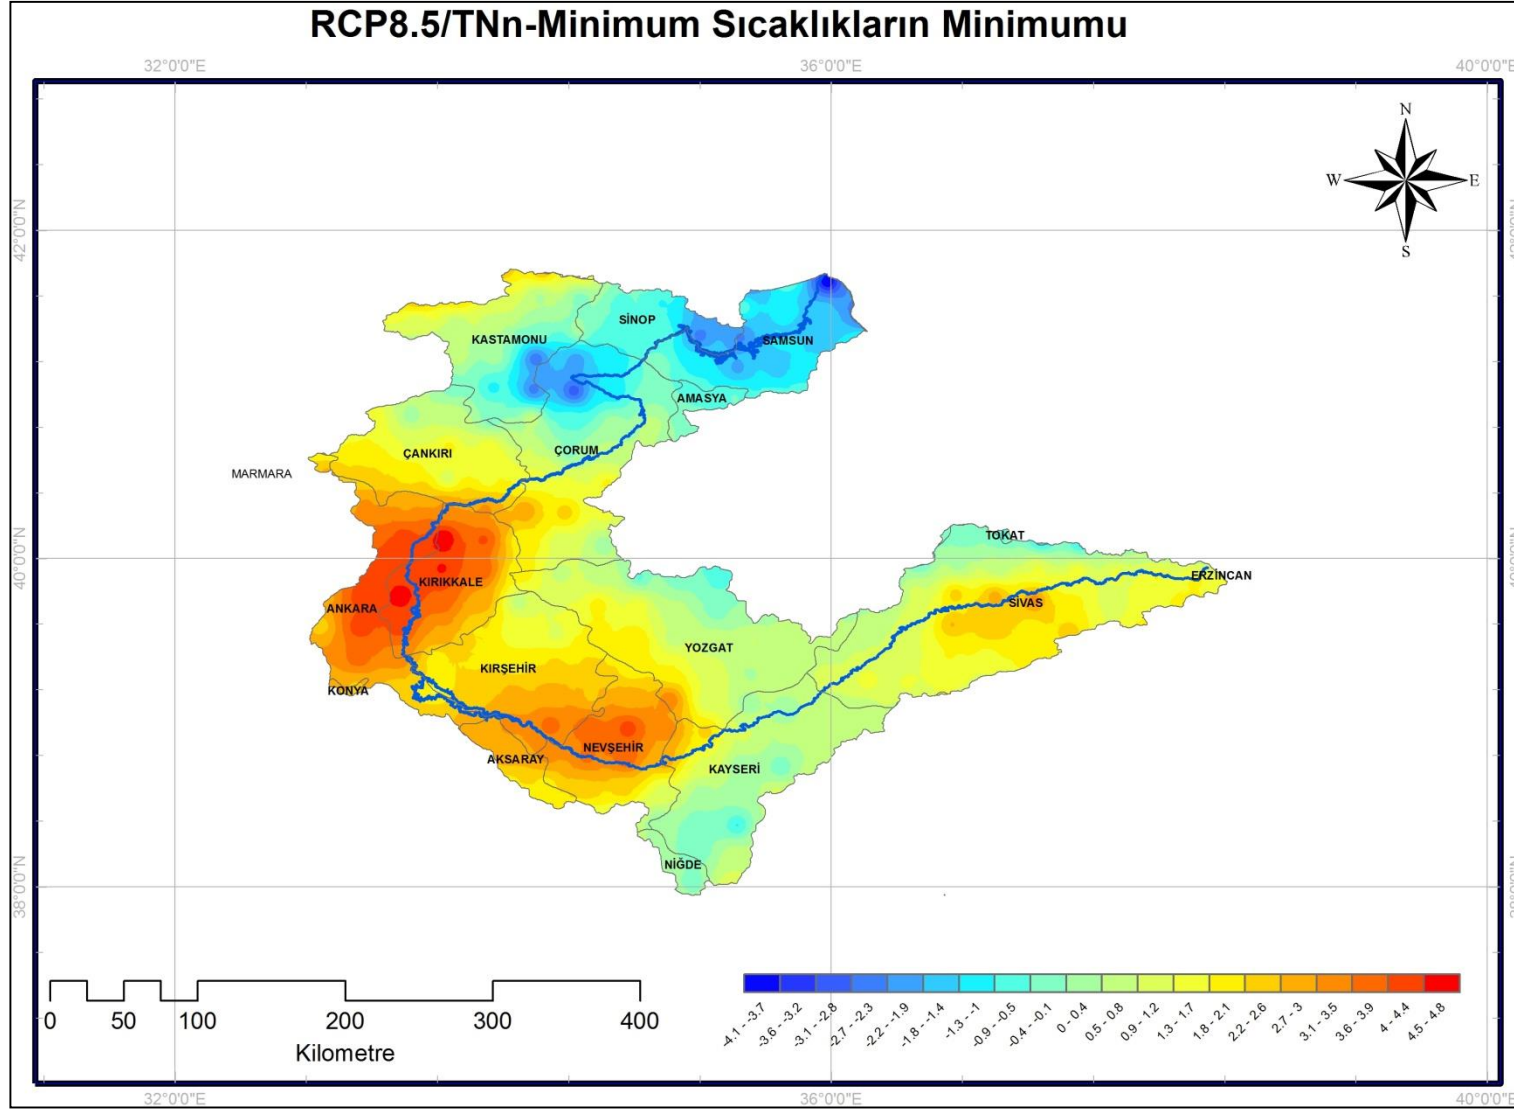 RCP8.5/TNn-Minimum Sıcaklıkların Minimumu
32°0'0"E 36°0'0"E 40°0'0"E
N
W E
S
42°0'0"N
SİNOP
KASTAMONU
SAMSUN
AMASYA
ÇORUM
ÇANKIRI
MARMARA
TOKAT
40°0'0"N
ERZİNCAN
KIRIKKALE
SİVAS
ANKARA
YOZGAT
KIRŞEHİR
KONYA
NEVŞEHİR
AKSARAY
KAYSERİ
NİĞDE
38°0'0"N
0 50 100 200 300 400
Kilometre
-4.1 - -3.7
-3.6 - -3.2
-3.1 - -2.8
-2.7 - -2.3
-2.2 - -1.9
-1.8 - -1.4
-1.3 - -1
-0.9 - -0.5
-0.4 - -0.1
0 - 0.4
0.5 - 0.8
0.9 - 1.2
1.3 - 1.7
1.8 - 2.1
2.2 - 2.6
2.7 - 3
3.1 - 3.5
3.6 - 3.9
4 - 4.4
4.5 - 4.8
32°0'0"E 36°0'0"E 40°0'0"E